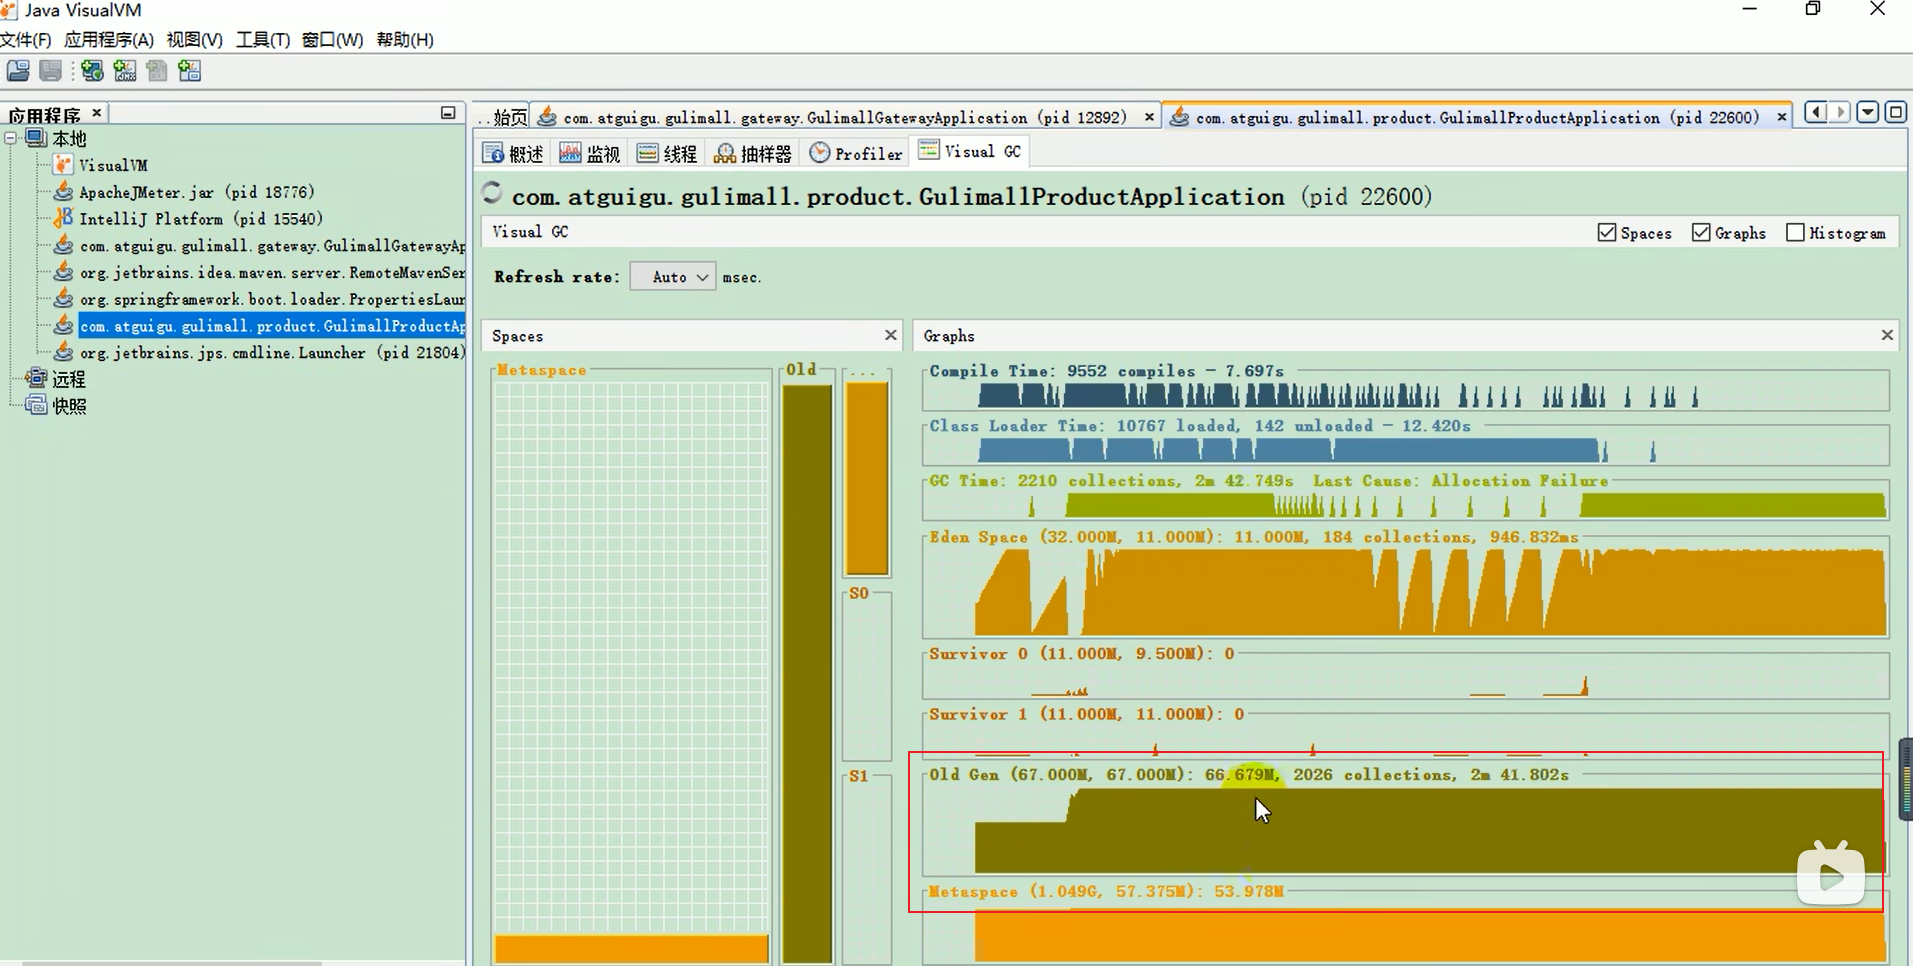 Java VisualVM
文件(F) 应用程序(A) 视图(V) 工具(T) 窗口(W) 帮助(H)
应用程序
本地
VisualVM
ApacheJMeter.jar (pid 18776)
IntelliJ Platform (pid 15540)
com.atguigu.gulimall.gateway.GulimallGatewayAp
org.jetbrains.idea.maven.server.RemoteMavenSer
org.springframework.boot.loader.PropertiesLaun
com.atguigu.gulimall.product.GulimallProductAp
org.jetbrains.jps.cmdline.Launcher (pid 21804)
远程
快照
..始页 com.atguigu.gulimall.gateway.GulimallGatewayApplication (pid 12892) com.atguigu.gulimall.product.GulimallProductApplication (pid 22600)
概述 监视 线程 抽样器 Profiler Visual GC
com.atguigu.gulimall.product.GulimallProductApplication (pid 22600)
Visual GC Spaces Graphs Histogram
Refresh rate: Auto msec.
Spaces
Metaspace Old ...
S0
S1
Graphs
Compile Time: 9552 compiles - 7.697s
Class Loader Time: 10767 loaded, 142 unloaded - 12.420s
GC Time: 2210 collections, 2m 42.749s Last Cause: Allocation Failure
Eden Space (32.000M, 11.000M): 11.000M, 184 collections, 946.832ms
Survivor 0 (11.000M, 9.500M): 0
Survivor 1 (11.000M, 11.000M): 0
Old Gen (67.000M, 67.000M): 66.679M, 2026 collections, 2m 41.802s
Metaspace (1.049G, 57.375M): 53.978M